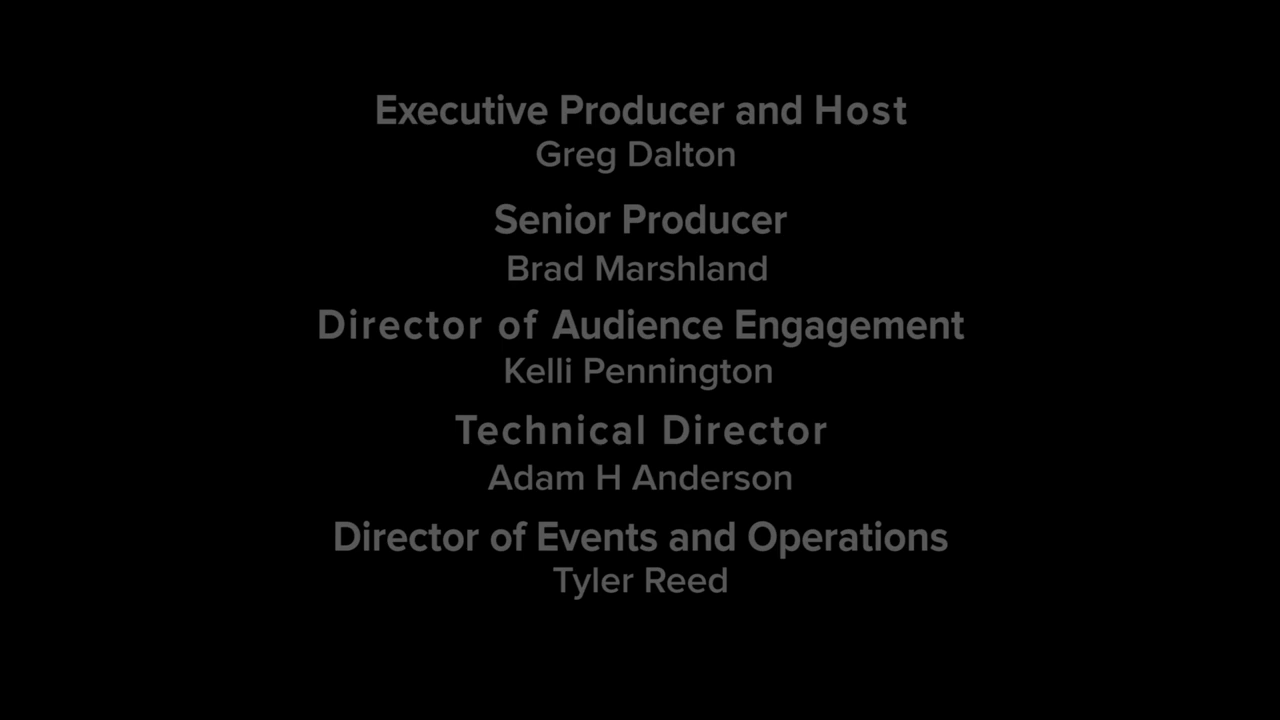 Executive Producer and Host
Greg Dalton
Senior Producer
Brad Marshland
Director of Audience Engagement
Kelli Pennington
Technical Director
Adam H Anderson
Director of Events and Operations
Tyler Reed